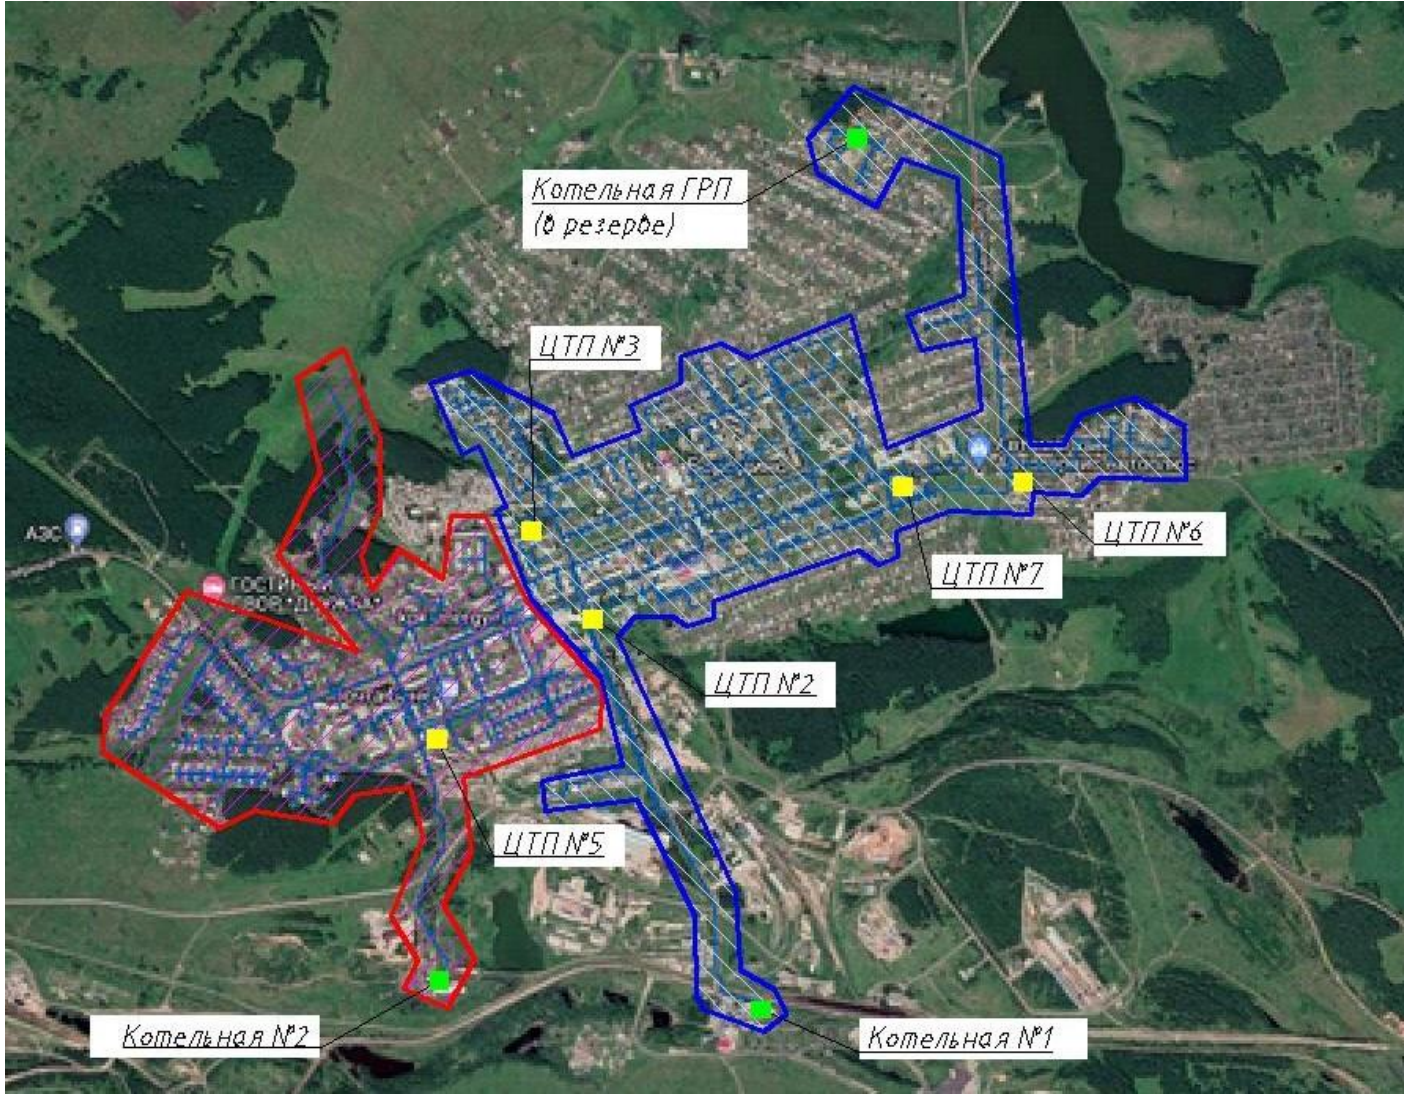 Котельная ГРП
(в резерве)
ЦТП №3
АЗС
ЦТП №6
ЦТП №7
ЦТП №2
ЦТП №5
Котельная №2
Котельная №1